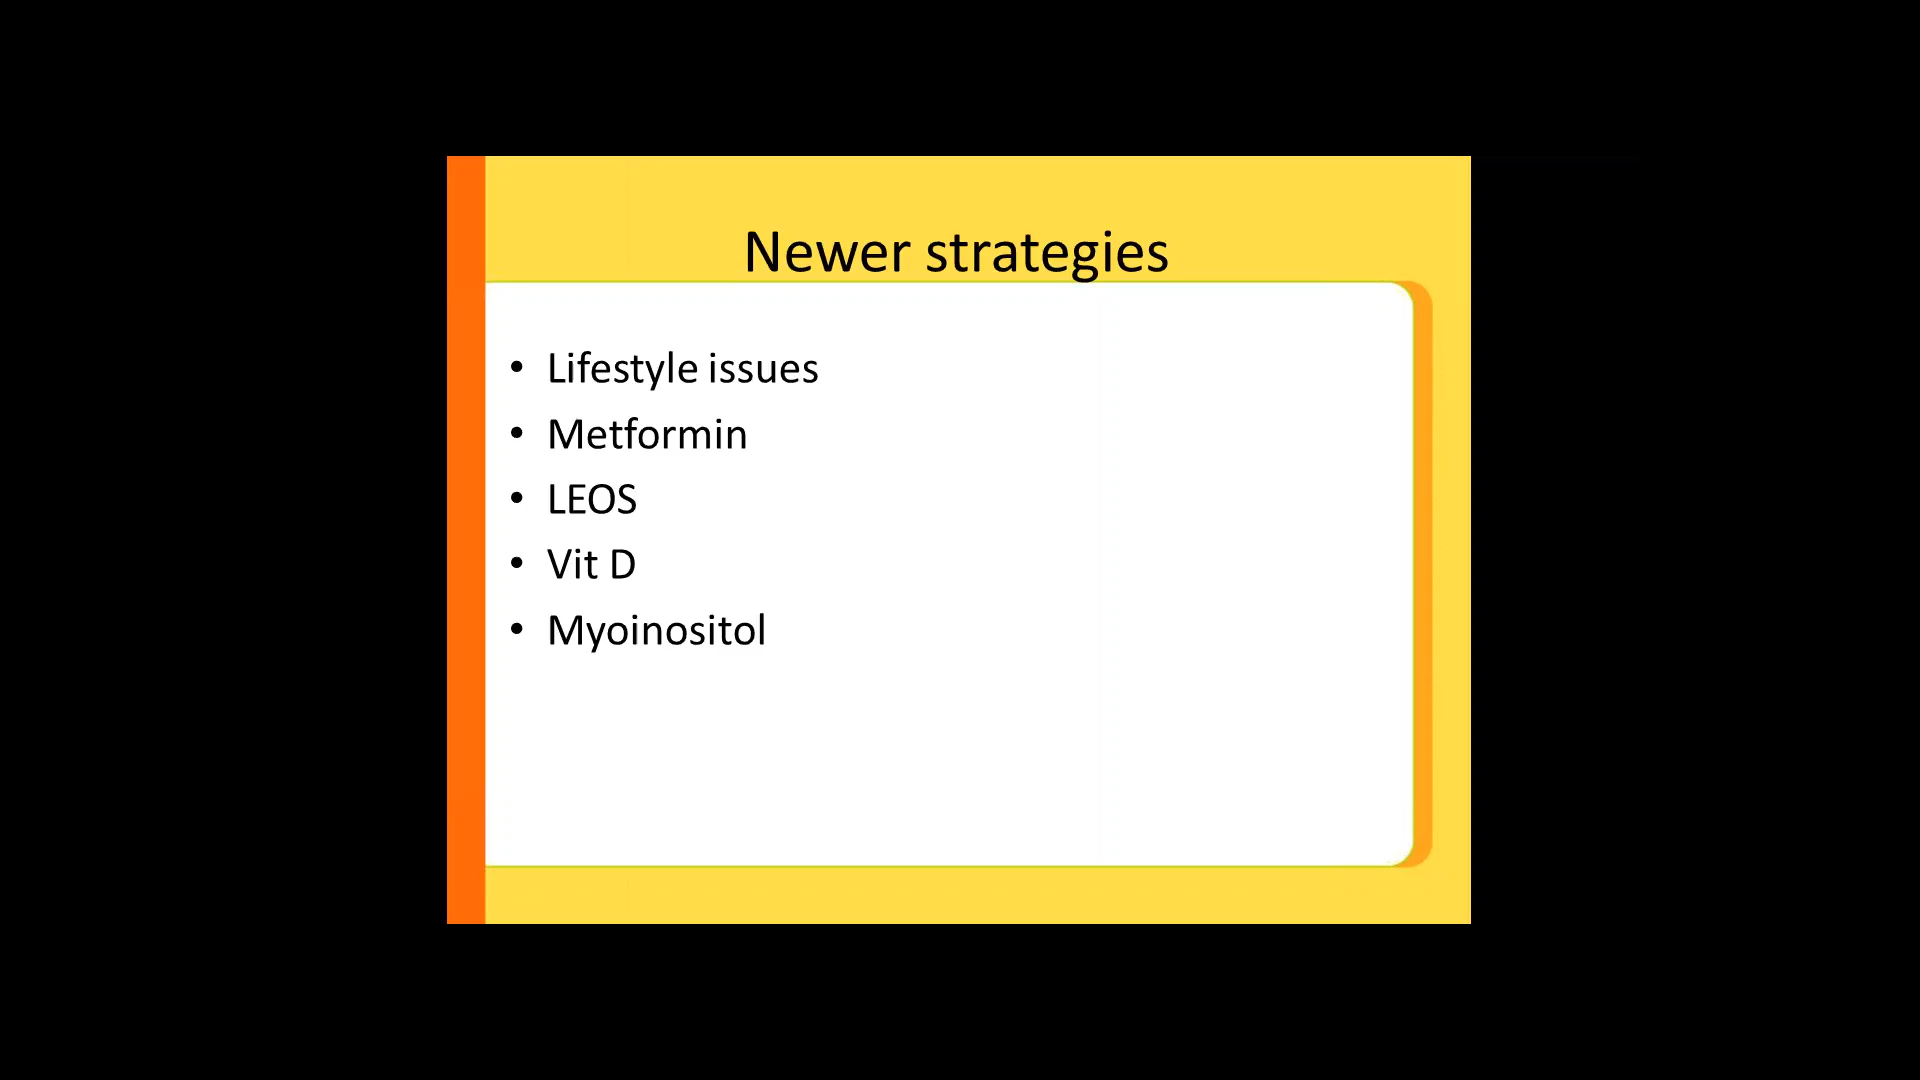 Newer strategies
• Lifestyle issues
• Metformin
• LEOS
• Vit D
• Myoinositol